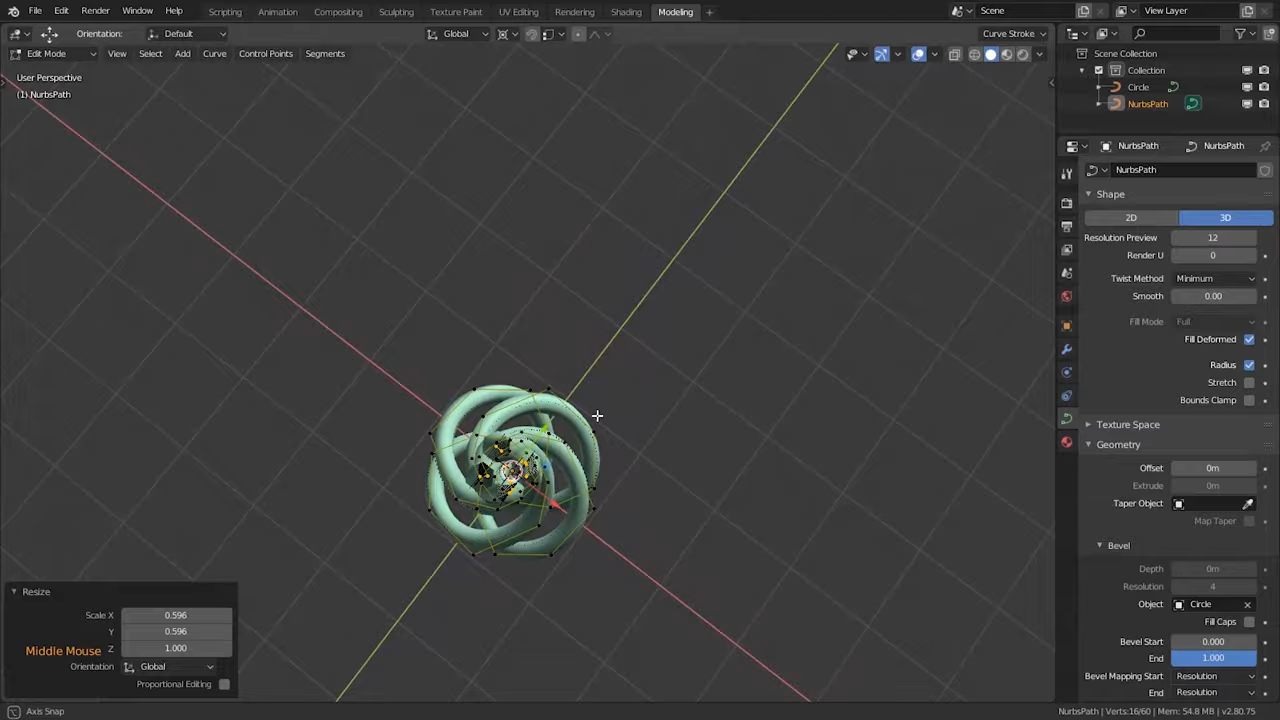 File Edit Render Window Help Scripting Animation Compositing Sculpting Texture Paint UV Editing Rendering Shading Modeling + Scene View Layer
Orientation: Default Global Curve Stroke
Edit Mode View Select Add Curve Control Points Segments
User Perspective
(1) NurbsPath
Scene Collection
Collection
Circle
NurbsPath
NurbsPath NurbsPath
NurbsPath
Shape
2D 3D
Resolution Preview 12
Render U 0
Twist Method Minimum
Smooth 0.00
Fill Mode Full
Fill Deformed
Radius
Stretch
Bounds Clamp
Texture Space
Geometry
Offset 0m
Extrude 0m
Taper Object
Map Taper
Bevel
Depth 0m
Resolution 4
Object Circle
Fill Caps
Bevel Start 0.000
End 1.000
Bevel Mapping Start Resolution
End Resolution
Resize
Scale X 0.596
Y 0.596
Middle Mouse Z 1.000
Orientation Global
Proportional Editing
Axis Snap
NurbsPath | Verts:16/60 | Mem: 54.8 MB | v2.80.75